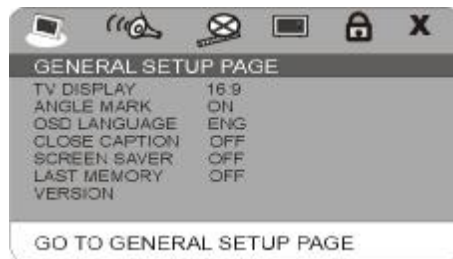 X
GENERAL SETUP PAGE
TV DISPLAY 16:9
ANGLE MARK ON
OSD LANGUAGE ENG
CLOSE CAPTION OFF
SCREEN SAVER OFF
LAST MEMORY OFF
VERSION
GO TO GENERAL SETUP PAGE